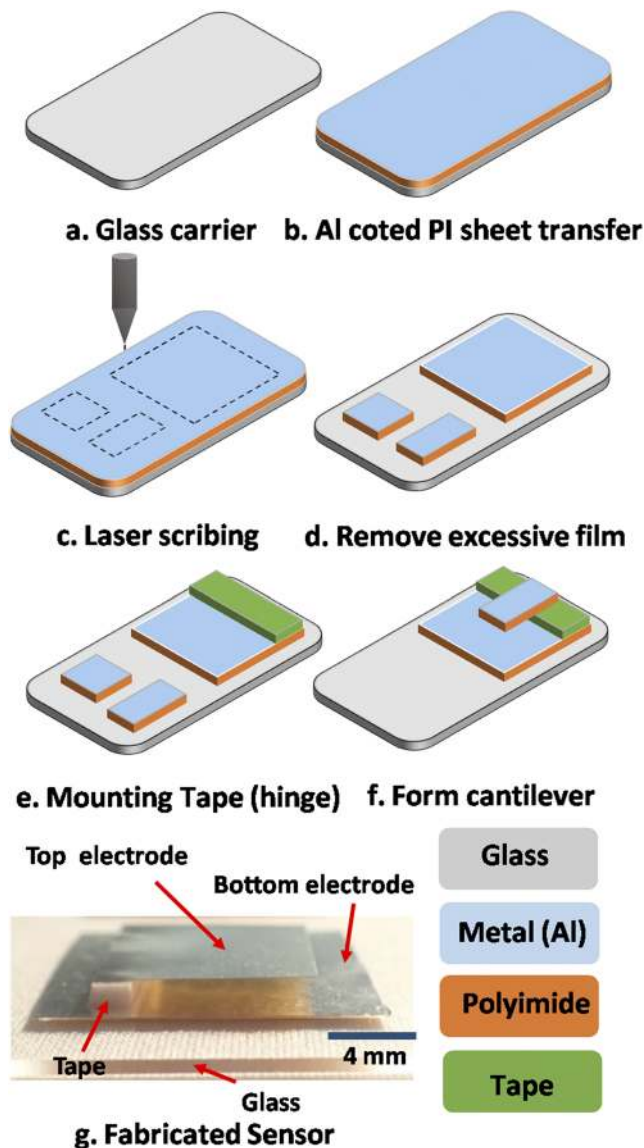 a. Glass carrier
b. Al coted PI sheet transfer
c. Laser scribing
d. Remove excessive film
e. Mounting Tape (hinge)
f. Form cantilever
Top electrode
Bottom electrode
Tape
4 mm
Glass
g. Fabricated Sensor
Glass
Metal (Al)
Polyimide
Tape